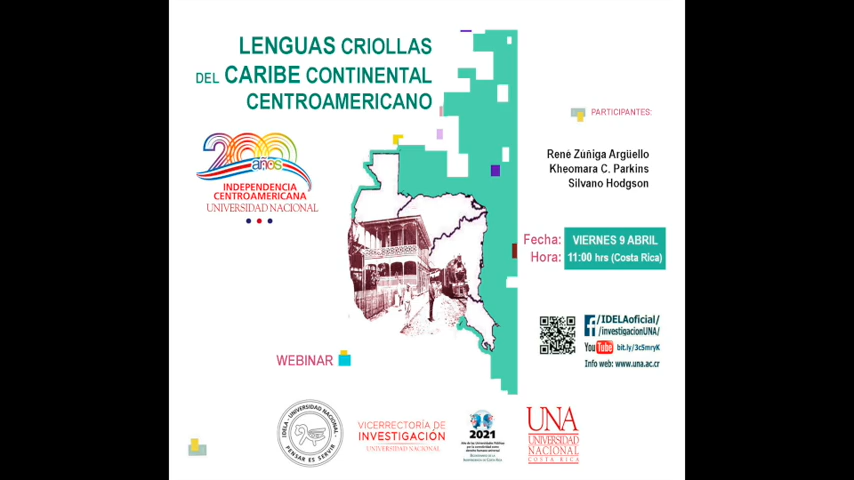 LENGUAS CRIOLLAS
DEL CARIBE CONTINENTAL
CENTROAMERICANO
PARTICIPANTES:
René Zúñiga Argüello
Kheomara C. Parkins
Silvano Hodgson
200
años
INDEPENDENCIA
CENTROAMERICANA
UNIVERSIDAD NACIONAL
Fecha: VIERNES 9 ABRIL
Hora: 11:00 hrs (Costa Rica)
/IDELAoficial/
/investigacionUNA/
YouTube bit.ly/3c5mryK
Info web: www.una.ac.cr
WEBINAR
IDELA - UNIVERSIDAD NACIONAL
PENSAR ES SERVIR
VICERRECTORÍA DE
INVESTIGACIÓN
UNIVERSIDAD NACIONAL
2021
UNA
UNIVERSIDAD
NACIONAL
COSTA RICA